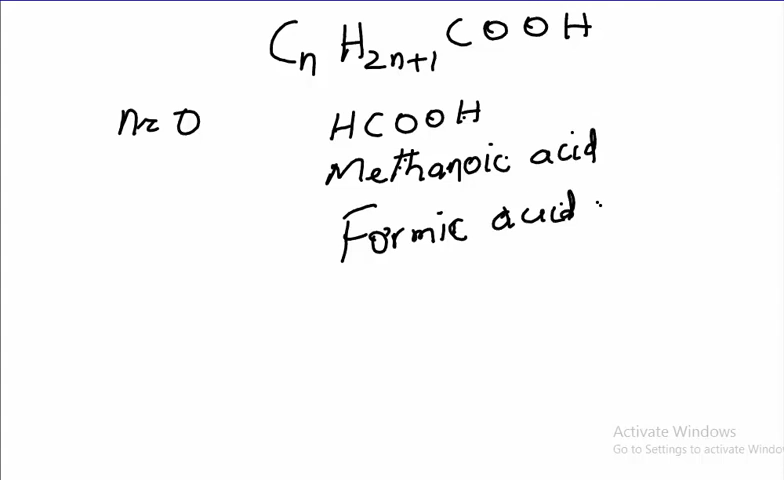 CnH2n+1COOH
n= 0 HCOOH
Methanoic acid
Formic acid.
Activate Windows
Go to Settings to activate Windo